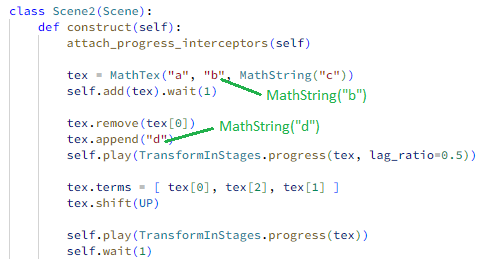 class Scene2(Scene):
    def construct(self):
        attach_progress_interceptors(self)

        tex = MathTex("a", "b", MathString("c"))
        self.add(tex).wait(1)
MathString("b")

        tex.remove(tex[0])
MathString("d")
        tex.append("d")
        self.play(TransformInStages.progress(tex, lag_ratio=0.5))

        tex.terms = [ tex[0], tex[2], tex[1] ]
        tex.shift(UP)

        self.play(TransformInStages.progress(tex))
        self.wait(1)